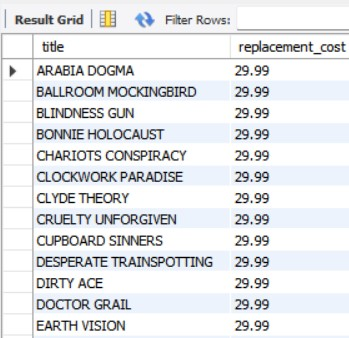 Result Grid Filter Rows:
title replacement_cost
ARABIA DOGMA 29.99
BALLROOM MOCKINGBIRD 29.99
BLINDNESS GUN 29.99
BONNIE HOLOCAUST 29.99
CHARIOTS CONSPIRACY 29.99
CLOCKWORK PARADISE 29.99
CLYDE THEORY 29.99
CRUELTY UNFORGIVEN 29.99
CUPBOARD SINNERS 29.99
DESPERATE TRAINSPOTTING 29.99
DIRTY ACE 29.99
DOCTOR GRAIL 29.99
EARTH VISION 29.99